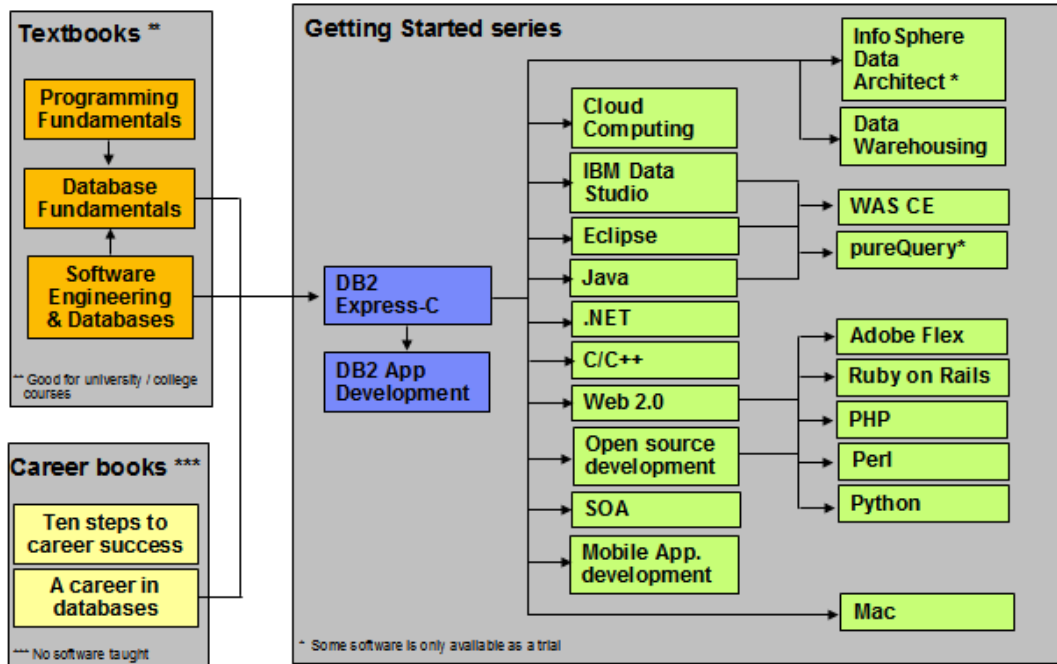 Textbooks **
Programming
Fundamentals
Database
Fundamentals
Software
Engineering
& Databases
** Good for university / college
courses
Career books ***
Ten steps to
career success
A career in
databases
*** No software taught
Getting Started series
DB2
Express-C
DB2 App
Development
Cloud
Computing
IBM Data
Studio
Eclipse
Java
.NET
C/C++
Web 2.0
Open source
development
SOA
Mobile App.
development
InfoSphere
Data
Architect *
Data
Warehousing
WAS CE
pureQuery*
Adobe Flex
Ruby on Rails
PHP
Perl
Python
Mac
* Some software is only available as a trial